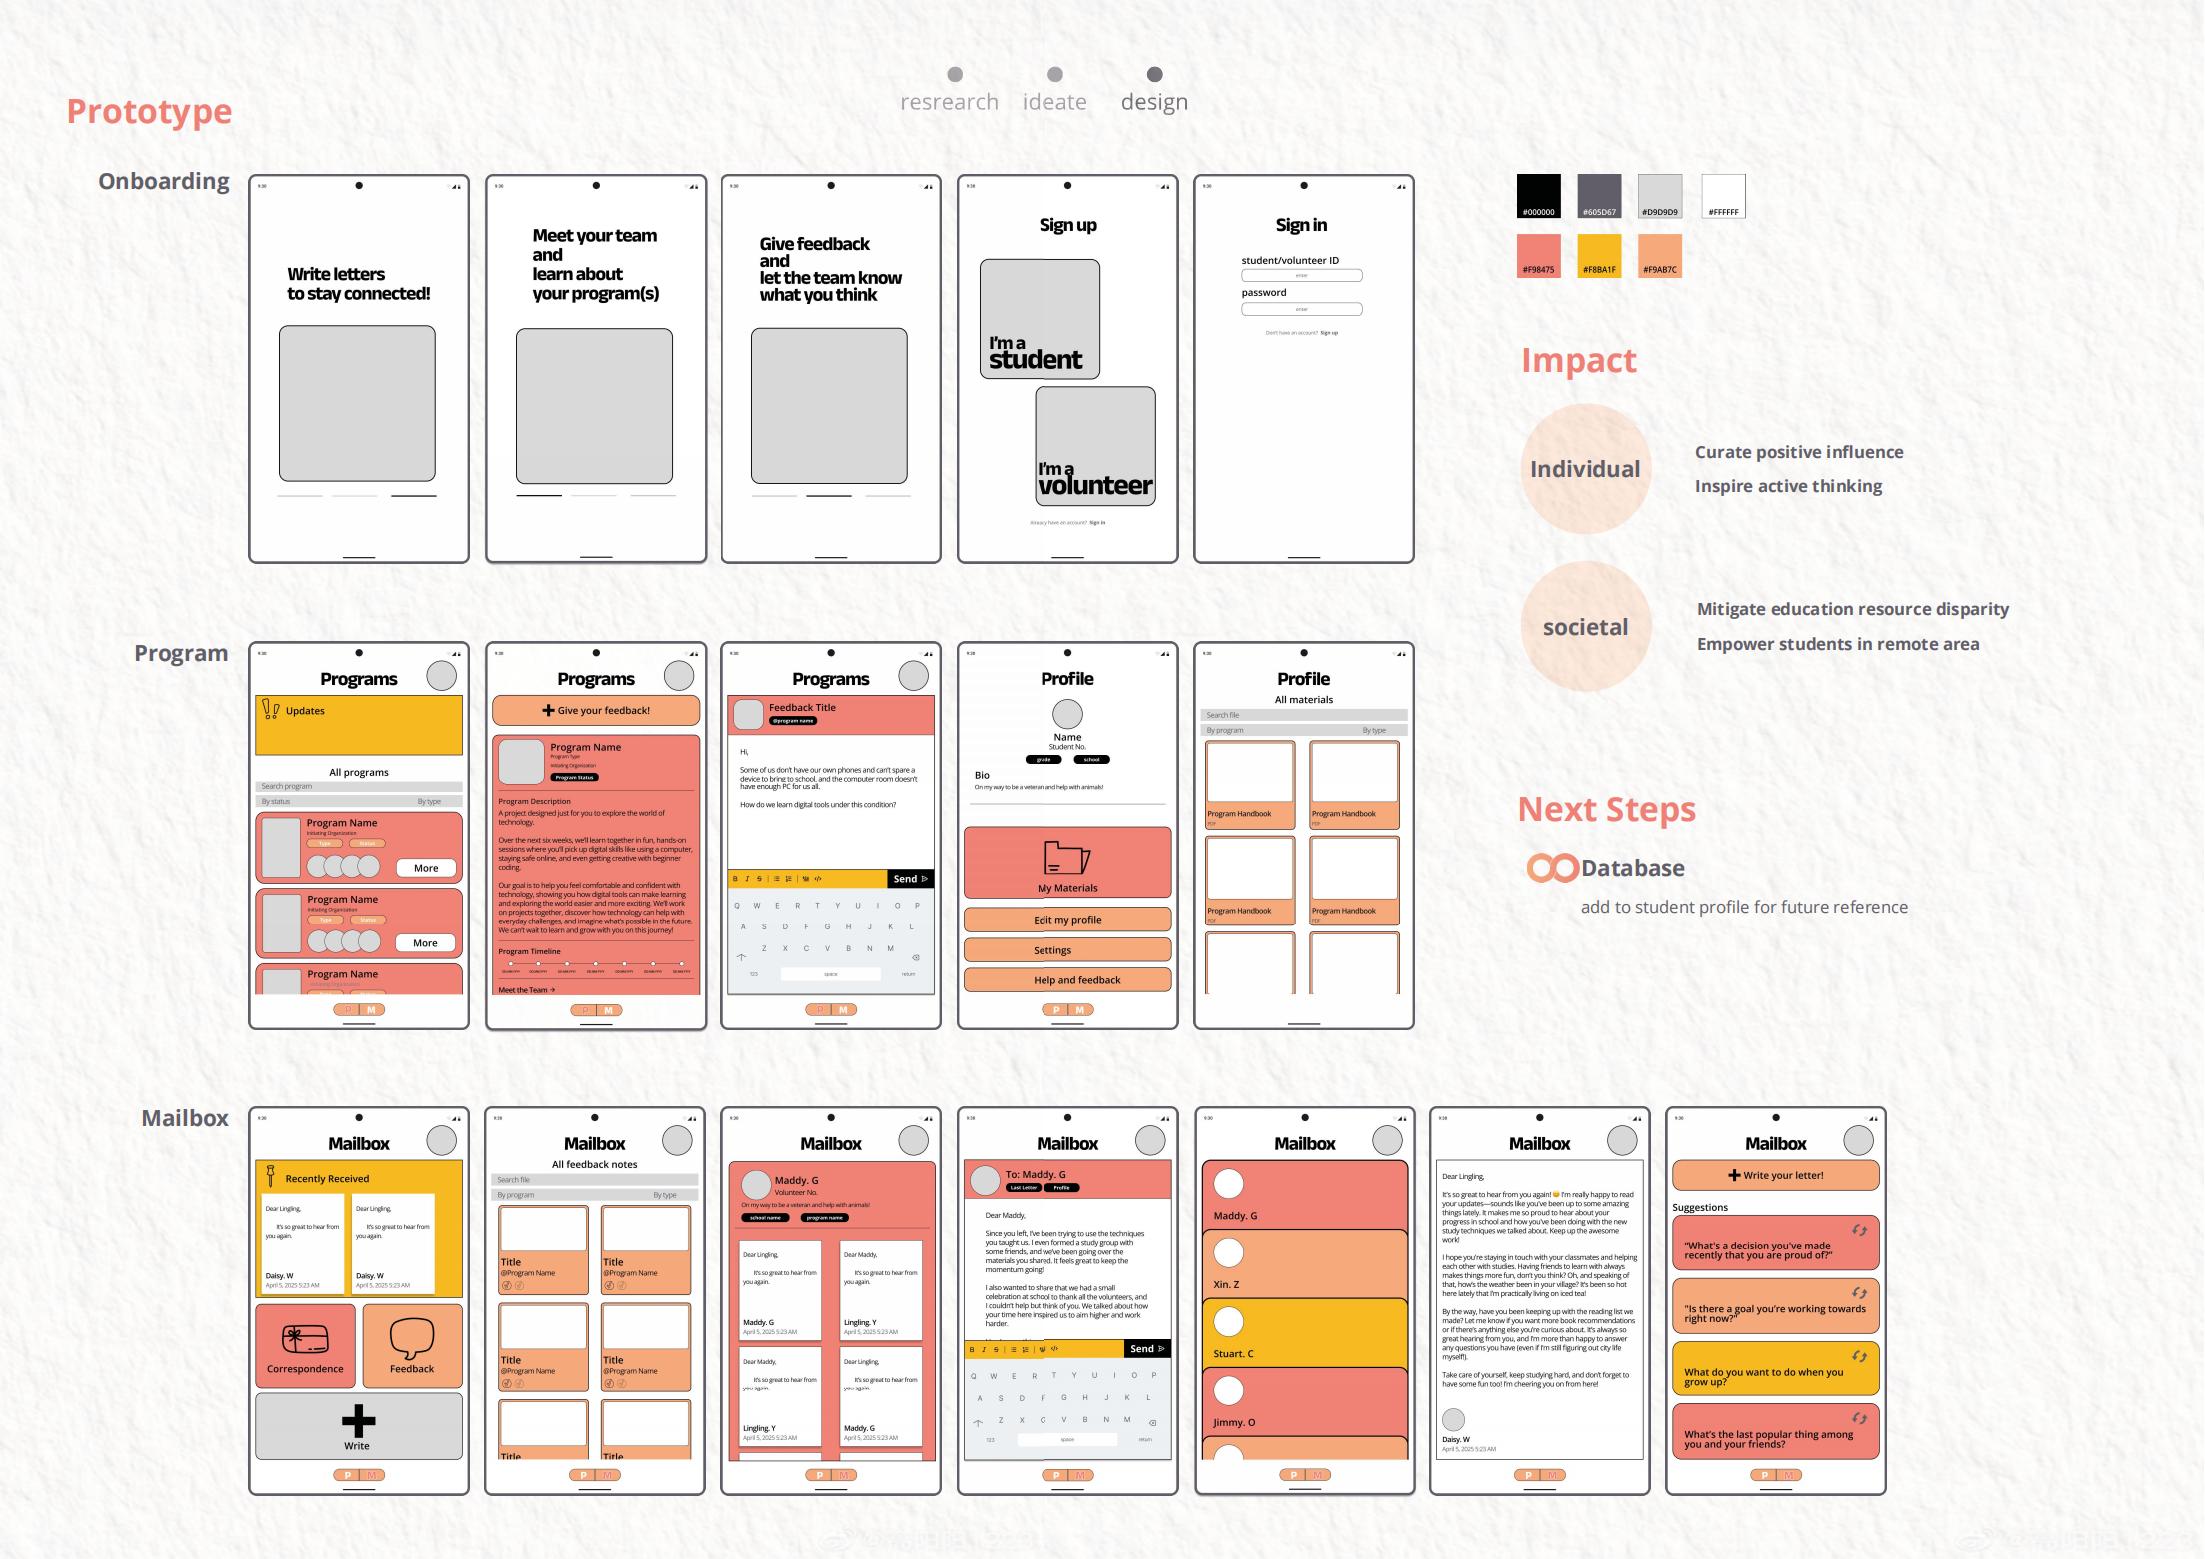 resrearch ideate design
Prototype
Onboarding
9:30
Write letters
to stay connected!
9:30
Meet your team
and
learn about
your program(s)
9:30
Give feedback
and
let the team know
what you think
9:30
Sign up
I'm a
student
I'm a
volunteer
Already have an account? Sign in
9:30
Sign in
student/volunteer ID
enter
password
enter
Don't have an account? Sign up
#000000 #605D67 #D9D9D9 #FFFFFF
#F98475 #F8BA1F #F9AB7C
Impact
Individual
Curate positive influence
Inspire active thinking
societal
Mitigate education resource disparity
Empower students in remote area
Next Steps
Database
add to student profile for future reference
Program
9:30
Programs
Updates
All programs
Search program
By status By type
Program Name
Initiating Organization
Type Status
More
Program Name
Initiating Organization
Type Status
More
Program Name
P M
9:30
Programs
Give your feedback!
Program Name
Program Type
Initiating Organization
Program Status
Program Description
A project designed just for you to explore the world of
technology.
Over the next six weeks, we'll learn together in fun, hands-on
sessions where you'll pick up digital skills like using a computer,
staying safe online, and even getting creative with beginner
coding.
Our goal is to help you feel comfortable and confident with
technology, showing you how digital tools can make learning
and exploring the world easier and more exciting. We'll work
on projects together, discover how technology can help with
everyday challenges, and imagine what's possible in the future.
We can't wait to learn and grow with you on this journey!
Program Timeline
Meet the Team →
P M
9:30
Programs
Feedback Title
@program name
Hi,
Some of us don't have our own phones and can't spare a
device to bring to school, and the computer room doesn't
have enough PC for us all.
How do we learn digital tools under this condition?
B I S Send
Q W E R T Y U I O P
A S D F G H J K L
Z X C V B N M
123 space return
P M
9:30
Profile
Name
Student No.
grade school
Bio
On my way to be a veteran and help with animals!
My Materials
Edit my profile
Settings
Help and feedback
P M
9:30
Profile
All materials
Search file
By program By type
Program Handbook Program Handbook
PDF PDF
Program Handbook Program Handbook
PDF PDF
Mailbox
9:30
Mailbox
Recently Received
Dear Lingling, Dear Lingling,
It's so great to hear from It's so great to hear from
you again. you again.
Daisy. W Daisy. W
April 5, 2025 5:23 AM April 5, 2025 5:23 AM
Correspondence Feedback
Write
P M
9:30
Mailbox
All feedback notes
Search file
By program By type
Title Title
@Program Name @Program Name
Title Title
@Program Name @Program Name
Title Title
P M
9:30
Mailbox
Maddy. G
Volunteer No.
On my way to be a veteran and help with animals!
school name program name
Dear Lingling, Dear Maddy,
It's so great to hear from It's so great to hear from
you again. you again.
Maddy. G Lingling. Y
April 5, 2025 5:23 AM April 5, 2025 5:23 AM
Dear Maddy, Dear Lingling,
It's so great to hear from It's so great to hear from
you again. you again.
Lingling. Y Maddy. G
April 5, 2025 5:23 AM April 5, 2025 5:23 AM
P M
9:30
Mailbox
To: Maddy. G
Last Letter Profile
Dear Maddy,
Since you left, I've been trying to use the techniques
you taught us. I even formed a study group with
some friends, and we've been going over the
materials you shared. It feels great to keep the
momentum going!
I also wanted to share that we had a small
celebration at school to thank all the volunteers, and
I couldn't help but think of you. We talked about how
your time here inspired us to aim higher and work
harder.
B I S Send
Q W E R T Y U I O P
A S D F G H J K L
Z X C V B N M
123 space return
P M
9:30
Mailbox
Maddy. G
Xin. Z
Stuart. C
Jimmy. O
P M
9:30
Mailbox
Dear Lingling,
It's so great to hear from you again! 😊 I'm really happy to read
your updates—sounds like you've been up to some amazing
things lately. It makes me so proud to hear about your
progress in school and how you've been doing with the new
study techniques we talked about. Keep up the awesome
work!
I hope you're staying in touch with your classmates and helping
each other with studies. Having friends to learn with always
makes things more fun, don't you think? Oh, and speaking of
that, how's the weather been in your village? It's been so hot
here lately that I'm practically living on iced tea!
By the way, have you been keeping up with the reading list we
made? Let me know if you want more book recommendations
or if there's anything else you're curious about. It's always so
great hearing from you, and I'm more than happy to answer
any questions you have (even if I'm still figuring out city life
myself!).
Take care of yourself, keep studying hard, and don't forget to
have some fun too! I'm cheering you on from here!
Daisy. W
April 5, 2025 5:23 AM
P M
9:30
Mailbox
Write your letter!
Suggestions
"What's a decision you've made
recently that you are proud of?"
"Is there a goal you're working towards
right now?"
What do you want to do when you
grow up?
What's the last popular thing among
you and your friends?
P M